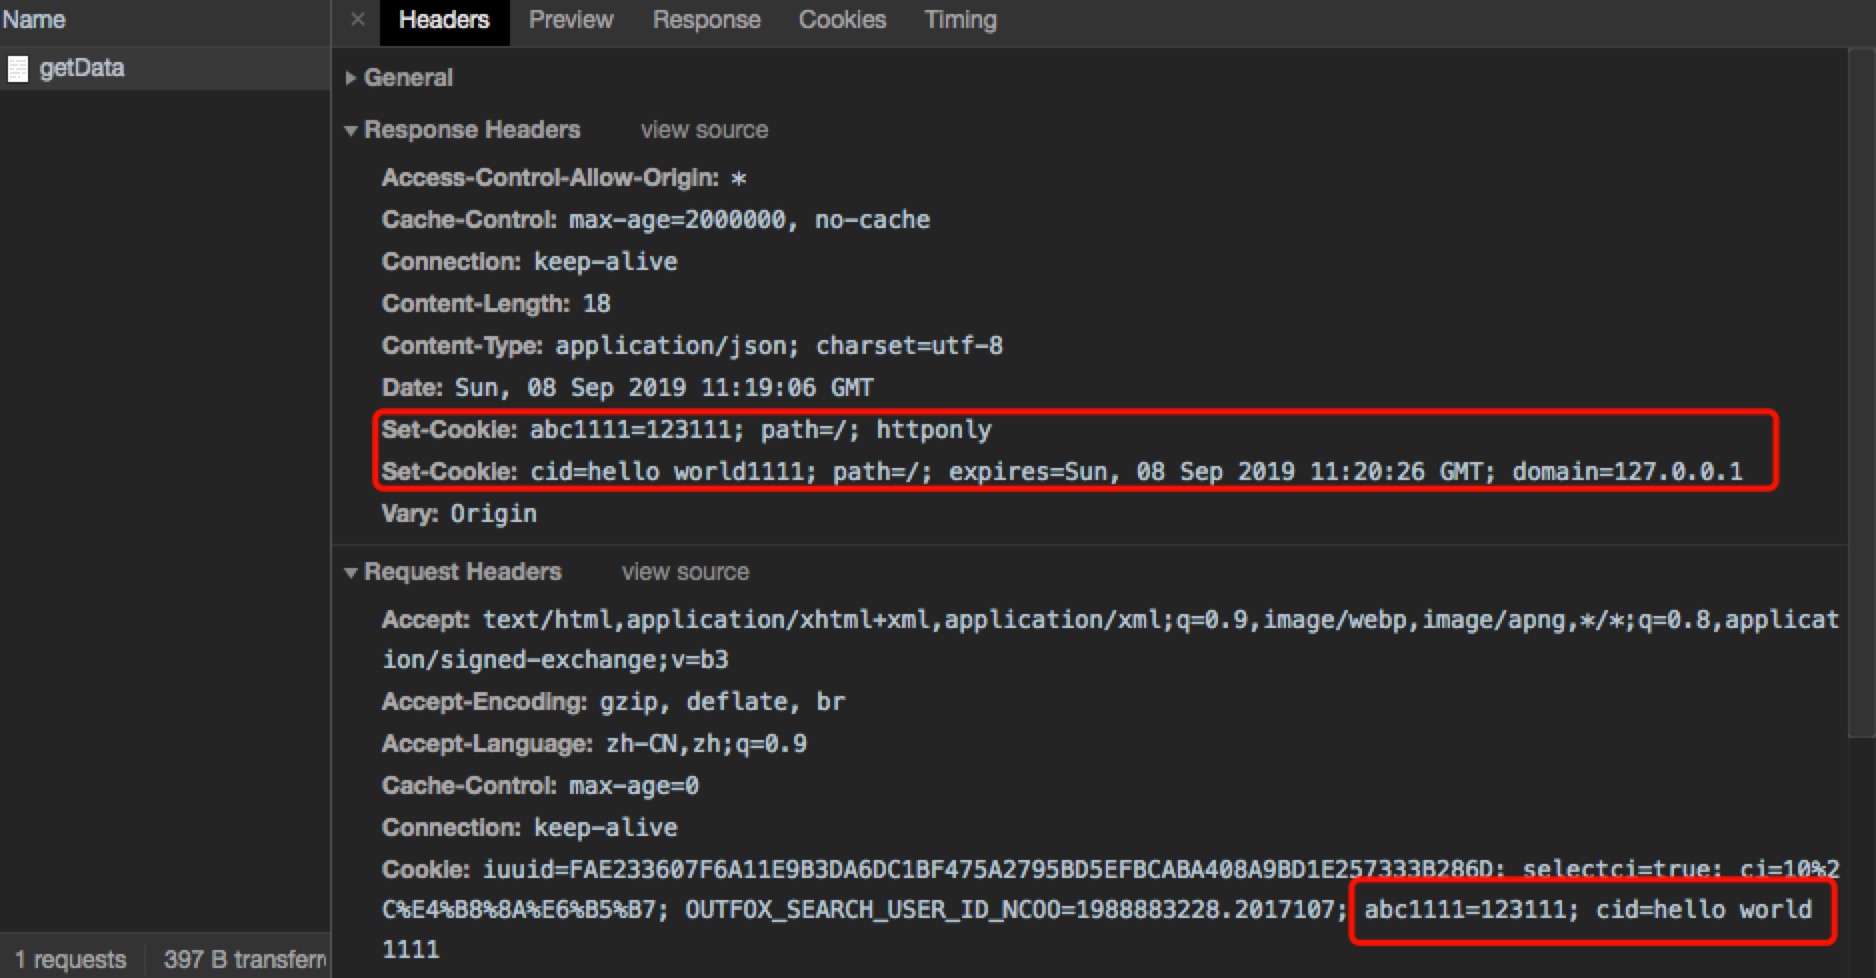 Name
× Headers Preview Response Cookies Timing
getData
General
Response Headers view source
Access-Control-Allow-Origin: *
Cache-Control: max-age=2000000, no-cache
Connection: keep-alive
Content-Length: 18
Content-Type: application/json; charset=utf-8
Date: Sun, 08 Sep 2019 11:19:06 GMT
Set-Cookie: abc1111=123111; path=/; httponly
Set-Cookie: cid=hello world1111; path=/; expires=Sun, 08 Sep 2019 11:20:26 GMT; domain=127.0.0.1
Vary: Origin
Request Headers view source
Accept: text/html,application/xhtml+xml,application/xml;q=0.9,image/webp,image/apng,*/*;q=0.8,applicat
ion/signed-exchange;v=b3
Accept-Encoding: gzip, deflate, br
Accept-Language: zh-CN,zh;q=0.9
Cache-Control: max-age=0
Connection: keep-alive
Cookie: iuuid=FAE233607F6A11E9B3DA6DC1BF475A2795BD5EFBCABA408A9BD1E257333B286D; selectci=true; ci=10%2
C%E4%B8%8A%E6%B5%B7; OUTFOX_SEARCH_USER_ID_NCOO=1988883228.2017107; abc1111=123111; cid=hello world
1111
1 requests 397 B transferr